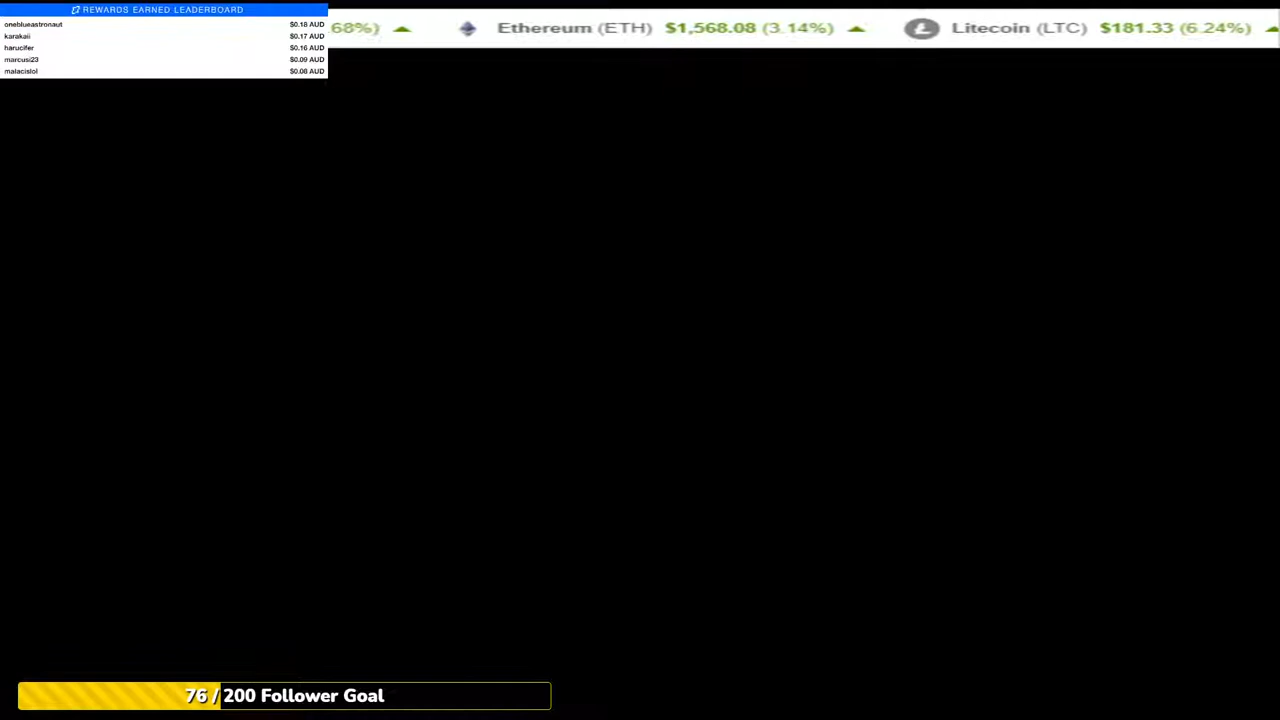 REWARDS EARNED LEADERBOARD
oneblueastronaut $0.18 AUD
karakaii $0.17 AUD
harucifer $0.16 AUD
marcusi23 $0.09 AUD
malacislol $0.08 AUD
.68%) Ethereum (ETH) $1,568.08 (3.14%) Litecoin (LTC) $181.33 (6.24%)
76 / 200 Follower Goal